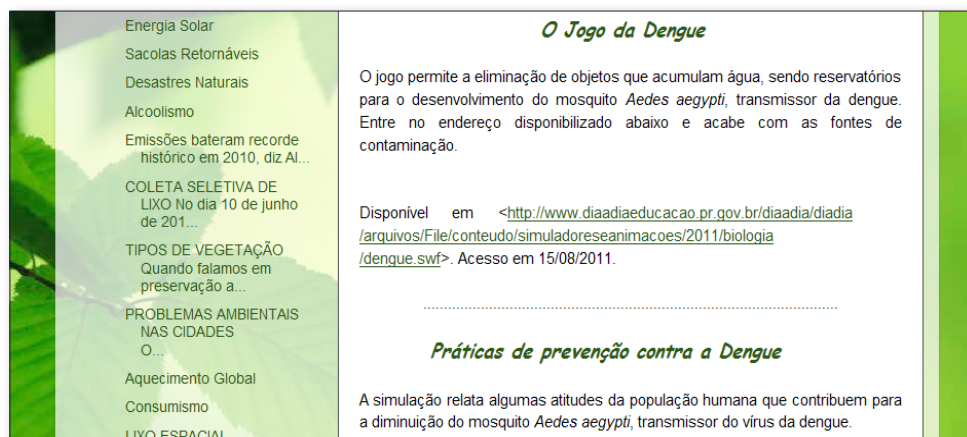 Energia Solar
Sacolas Retornáveis
Desastres Naturais
Alcoolismo
Emissões bateram recorde
histórico em 2010, diz Al...
COLETA SELETIVA DE
LIXO No dia 10 de junho
de 201...
TIPOS DE VEGETAÇÃO
Quando falamos em
preservação a...
PROBLEMAS AMBIENTAIS
NAS CIDADES
O...
Aquecimento Global
Consumismo
LIXO ESPACIAL
O Jogo da Dengue
O jogo permite a eliminação de objetos que acumulam água, sendo reservatórios
para o desenvolvimento do mosquito Aedes aegypti, transmissor da dengue.
Entre no endereço disponibilizado abaixo e acabe com as fontes de
contaminação.
Disponível em <http://www.diaadiaeducacao.pr.gov.br/diaadia/diadia
/arquivos/File/conteudo/simuladoreseanimacoes/2011/biologia
/dengue.swf>. Acesso em 15/08/2011.
Práticas de prevenção contra a Dengue
A simulação relata algumas atitudes da população humana que contribuem para
a diminuição do mosquito Aedes aegypti, transmissor do vírus da dengue.